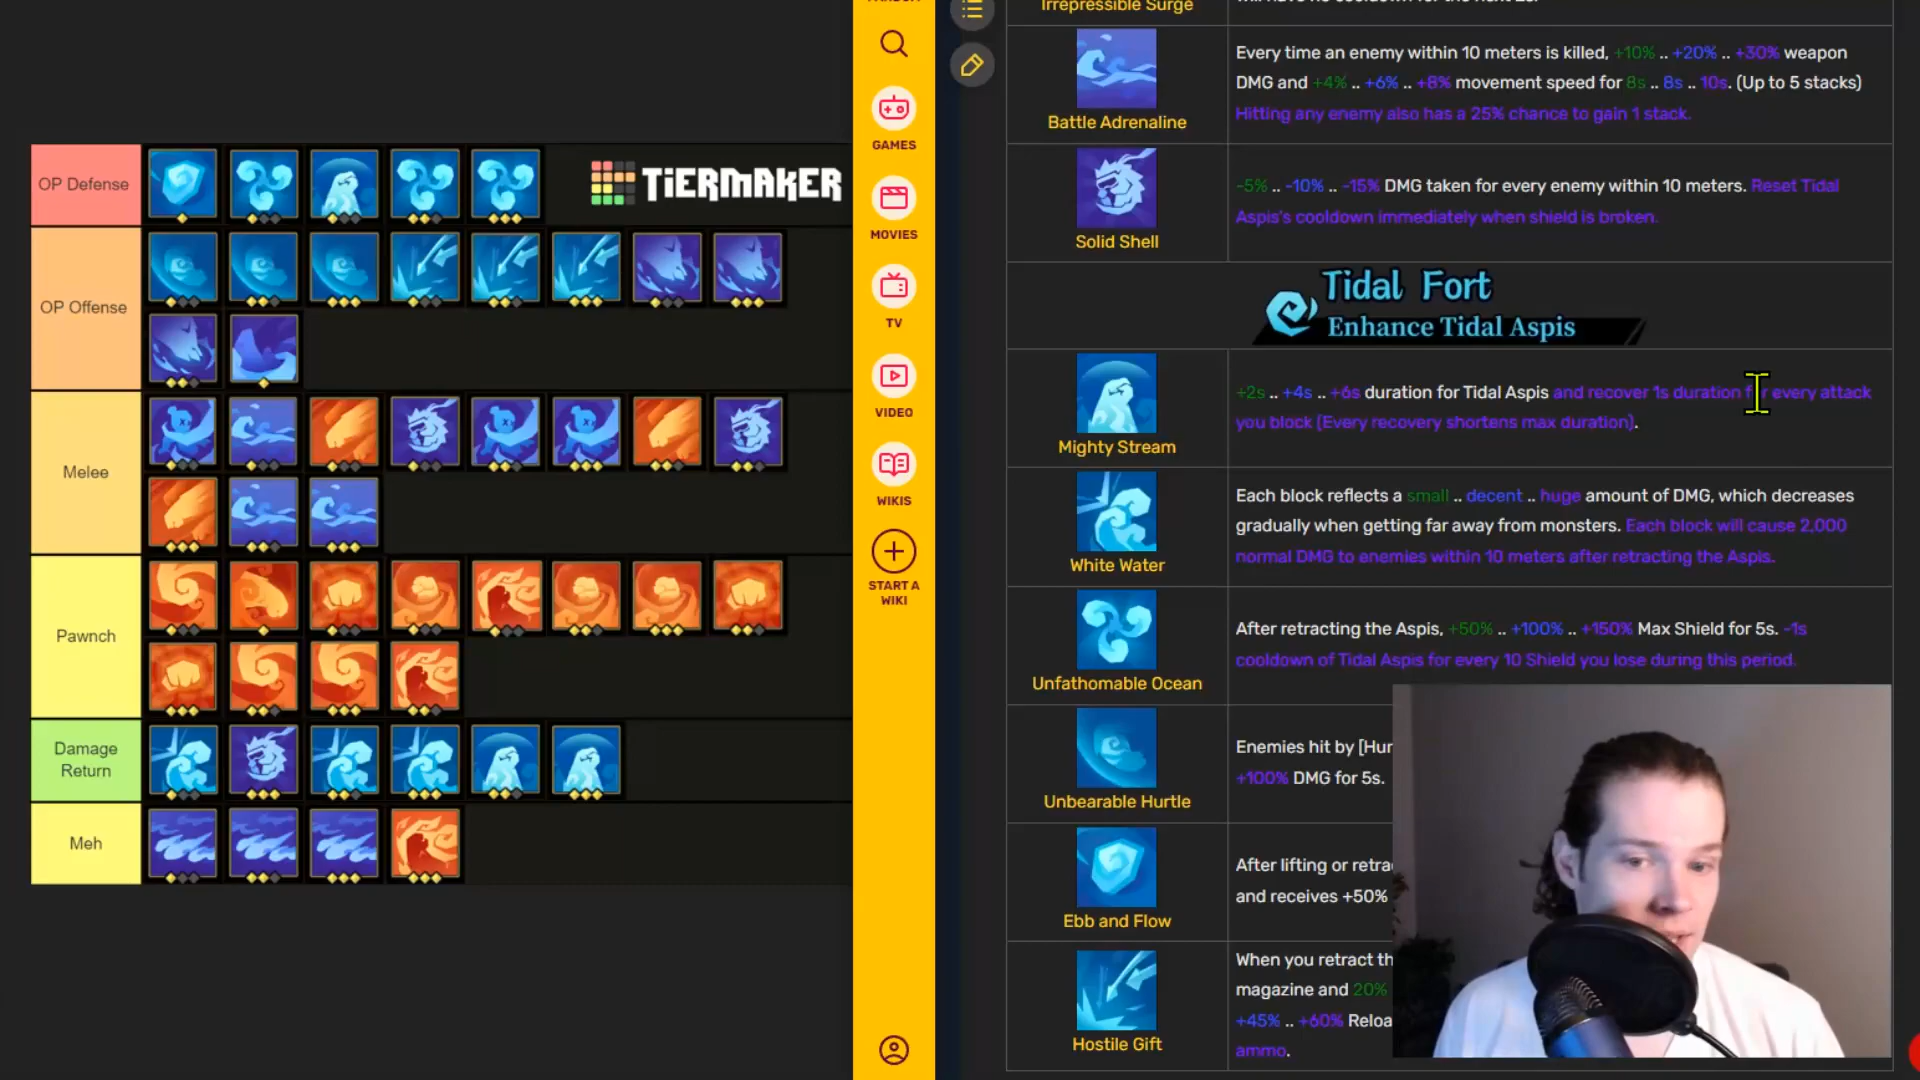 Irrepressible Surge
Battle Adrenaline
Every time an enemy within 10 meters is killed, +10% .. +20% .. +30% weapon
DMG and +4% .. +6% .. +8% movement speed for 8s .. 8s .. 10s. (Up to 5 stacks)
Hitting any enemy also has a 25% chance to gain 1 stack.
Solid Shell
-5% .. -10% .. -15% DMG taken for every enemy within 10 meters. Reset Tidal
Aspis's cooldown immediately when shield is broken.
Tidal Fort
Enhance Tidal Aspis
Mighty Stream
+2s .. +4s .. +6s duration for Tidal Aspis and recover 1s duration for every attack
you block (Every recovery shortens max duration).
White Water
Each block reflects a small .. decent .. huge amount of DMG, which decreases
gradually when getting far away from monsters. Each block will cause 2,000
normal DMG to enemies within 10 meters after retracting the Aspis.
Unfathomable Ocean
After retracting the Aspis, +50% .. +100% .. +150% Max Shield for 5s. -1s
cooldown of Tidal Aspis for every 10 Shield you lose during this period.
Unbearable Hurtle
Enemies hit by [Hur
+100% DMG for 5s.
Ebb and Flow
After lifting or retra
and receives +50%
Hostile Gift
When you retract th
magazine and 20%
+45% .. +60% Reloa
ammo.
GAMES
MOVIES
TV
VIDEO
WIKIS
START A
WIKI
OP Defense
TiERMAKER
OP Offense
Melee
Pawnch
Damage
Return
Meh